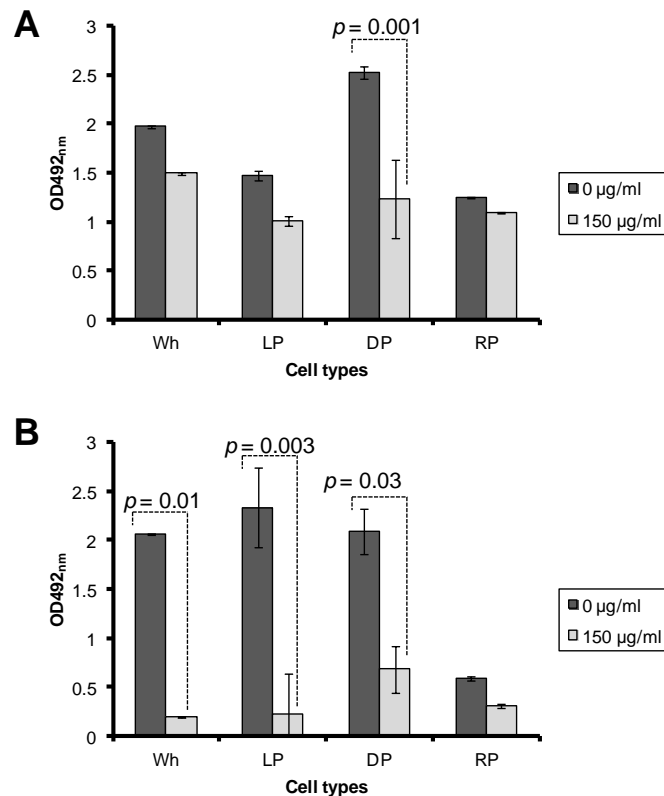 A
p = 0.001
3
2.5
2
1.5
1
0.5
0
OD492nm
Wh LP DP RP
Cell types
0 µg/ml
150 µg/ml
B
p = 0.01
p = 0.003
p = 0.03
3
2.5
2
1.5
1
0.5
0
OD492nm
Wh LP DP RP
Cell types
0 µg/ml
150 µg/ml